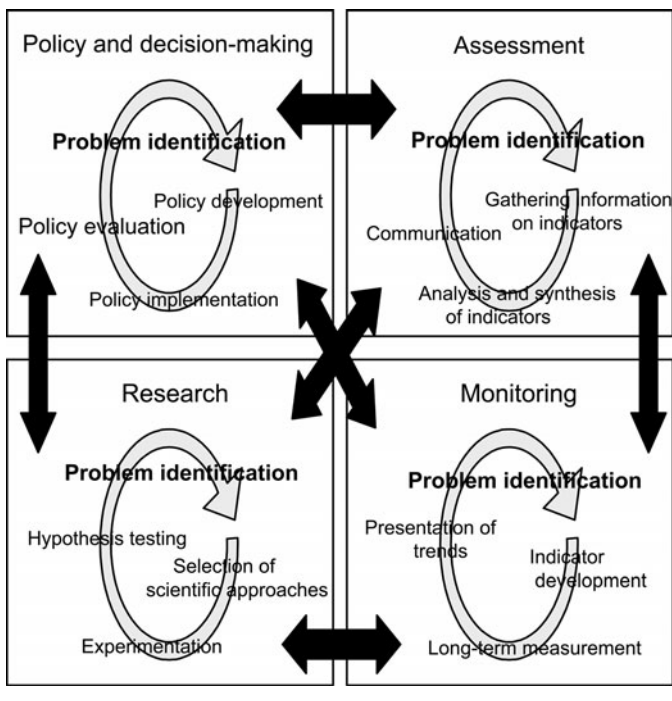 Policy and decision-making
Problem identification
Policy development
Policy evaluation
Policy implementation
Assessment
Problem identification
Gathering information
on indicators
Communication
Analysis and synthesis
of indicators
Research
Problem identification
Hypothesis testing
Selection of
scientific approaches
Experimentation
Monitoring
Problem identification
Presentation of
trends
Indicator
development
Long-term measurement